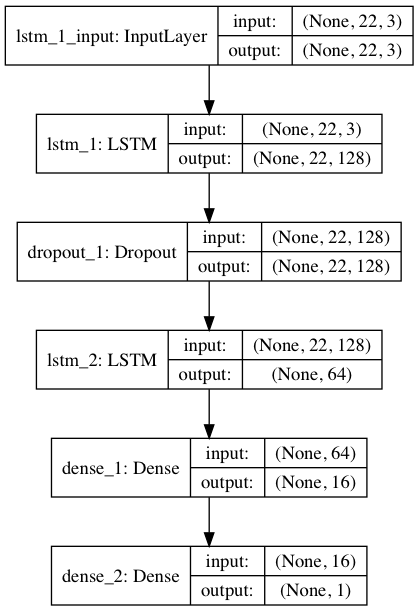 lstm_1_input: InputLayer
input: (None, 22, 3)
output: (None, 22, 3)
lstm_1: LSTM
input: (None, 22, 3)
output: (None, 22, 128)
dropout_1: Dropout
input: (None, 22, 128)
output: (None, 22, 128)
lstm_2: LSTM
input: (None, 22, 128)
output: (None, 64)
dense_1: Dense
input: (None, 64)
output: (None, 16)
dense_2: Dense
input: (None, 16)
output: (None, 1)